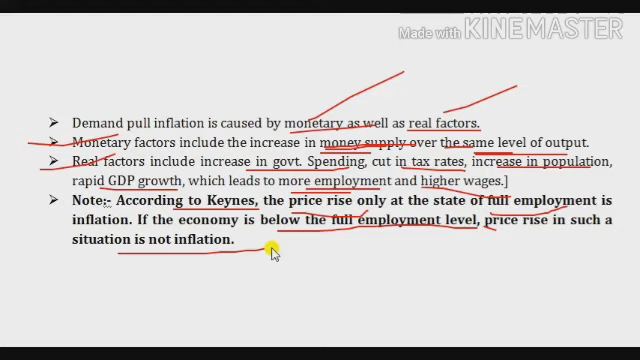 Made with KINEMASTER
➤ Demand pull inflation is caused by monetary as well as real factors.
➤ Monetary factors include the increase in money supply over the same level of output.
➤ Real factors include increase in govt. Spending, cut in tax rates, increase in population,
rapid GDP growth, which leads to more employment and higher wages.]
➤ Note:- According to Keynes, the price rise only at the state of full employment is
inflation. If the economy is below the full employment level, price rise in such a
situation is not inflation.